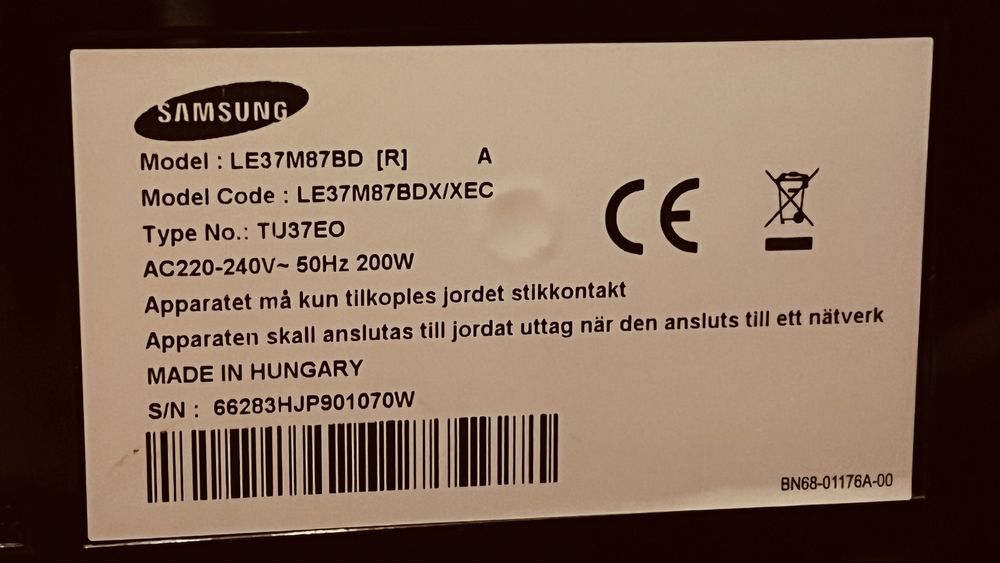 SAMSUNG
Model : LE37M87BD [R] A
Model Code : LE37M87BDX/XEC
Type No.: TU37EO
AC220-240V~ 50Hz 200W
Apparatet må kun tilkoples jordet stikkontakt
Apparaten skall anslutas till jordat uttag när den ansluts till ett nätverk
MADE IN HUNGARY
S/N : 66283HJP901070W
CE
BN68-01176A-00